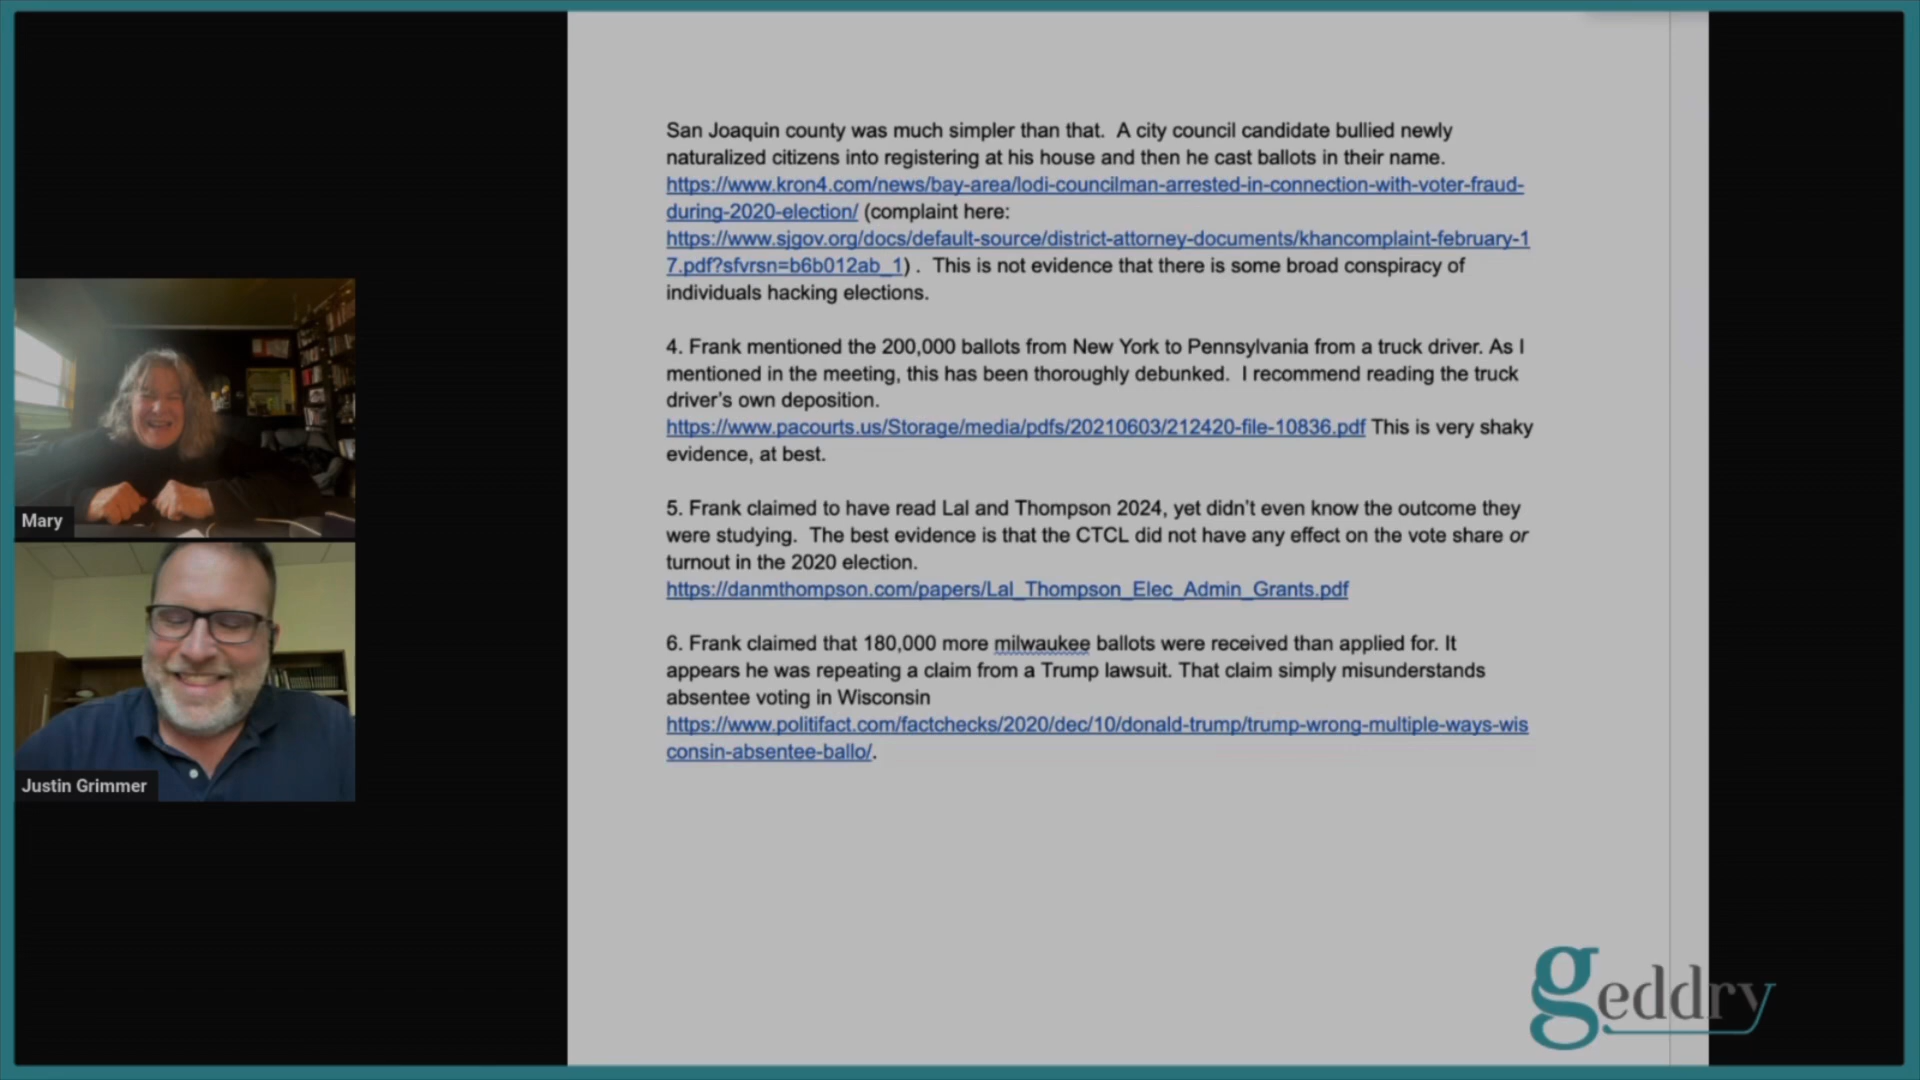 San Joaquin county was much simpler than that.  A city council candidate bullied newly
naturalized citizens into registering at his house and then he cast ballots in their name.
https://www.kron4.com/news/bay-area/lodi-councilman-arrested-in-connection-with-voter-fraud-
during-2020-election/ (complaint here:
https://www.sjgov.org/docs/default-source/district-attorney-documents/khancomplaint-february-1
7.pdf?sfvrsn=b6b012ab_1) .  This is not evidence that there is some broad conspiracy of
individuals hacking elections.
4. Frank mentioned the 200,000 ballots from New York to Pennsylvania from a truck driver. As I
mentioned in the meeting, this has been thoroughly debunked.  I recommend reading the truck
driver's own deposition.
https://www.pacourts.us/Storage/media/pdfs/20210603/212420-file-10836.pdf This is very shaky
evidence, at best.
5. Frank claimed to have read Lal and Thompson 2024, yet didn't even know the outcome they
were studying.  The best evidence is that the CTCL did not have any effect on the vote share or
turnout in the 2020 election.
https://danmthompson.com/papers/Lal_Thompson_Elec_Admin_Grants.pdf
6. Frank claimed that 180,000 more milwaukee ballots were received than applied for. It
appears he was repeating a claim from a Trump lawsuit. That claim simply misunderstands
absentee voting in Wisconsin
https://www.politifact.com/factchecks/2020/dec/10/donald-trump/trump-wrong-multiple-ways-wis
consin-absentee-ballo/.
Mary
Justin Grimmer
geddry